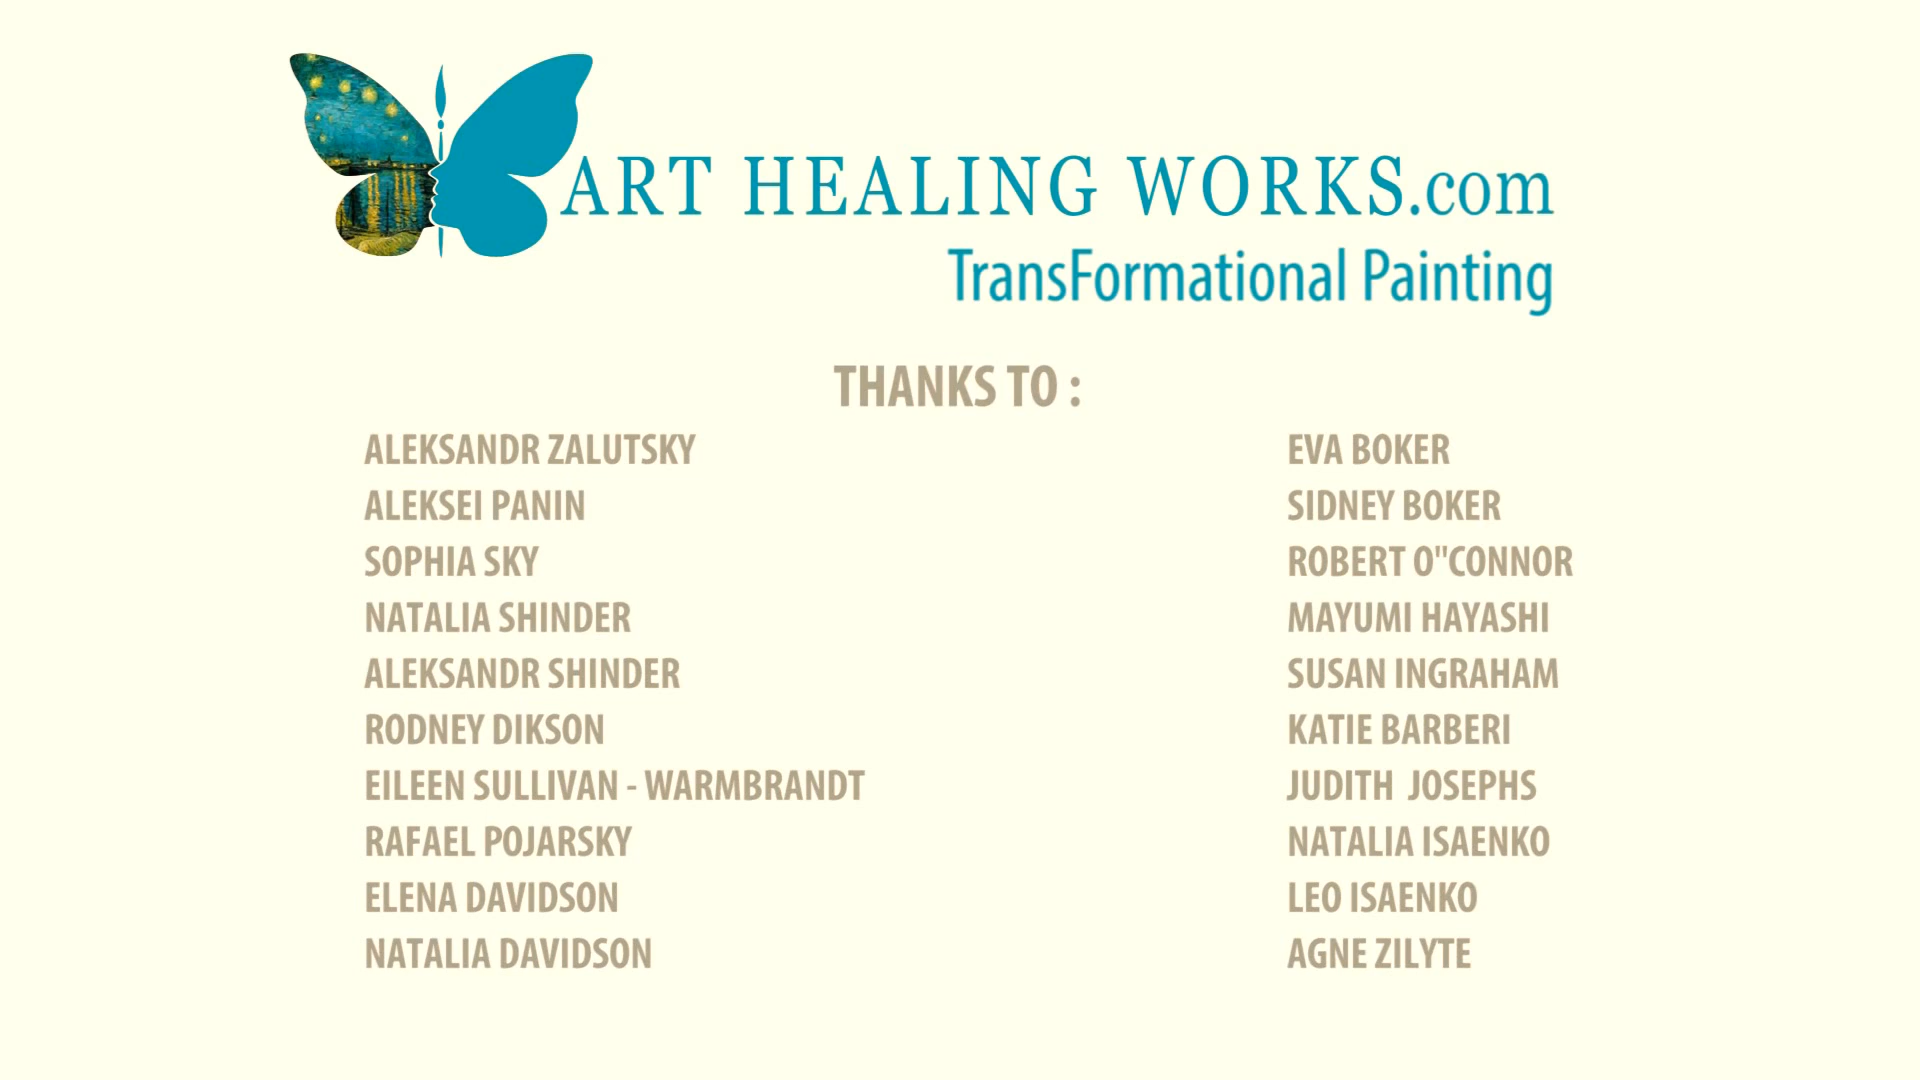 ART HEALING WORKS.com
TransFormational Painting
THANKS TO :
ALEKSANDR ZALUTSKY
ALEKSEI PANIN
SOPHIA SKY
NATALIA SHINDER
ALEKSANDR SHINDER
RODNEY DIKSON
EILEEN SULLIVAN - WARMBRANDT
RAFAEL POJARSKY
ELENA DAVIDSON
NATALIA DAVIDSON
EVA BOKER
SIDNEY BOKER
ROBERT O"CONNOR
MAYUMI HAYASHI
SUSAN INGRAHAM
KATIE BARBERI
JUDITH  JOSEPHS
NATALIA ISAENKO
LEO ISAENKO
AGNE ZILYTE